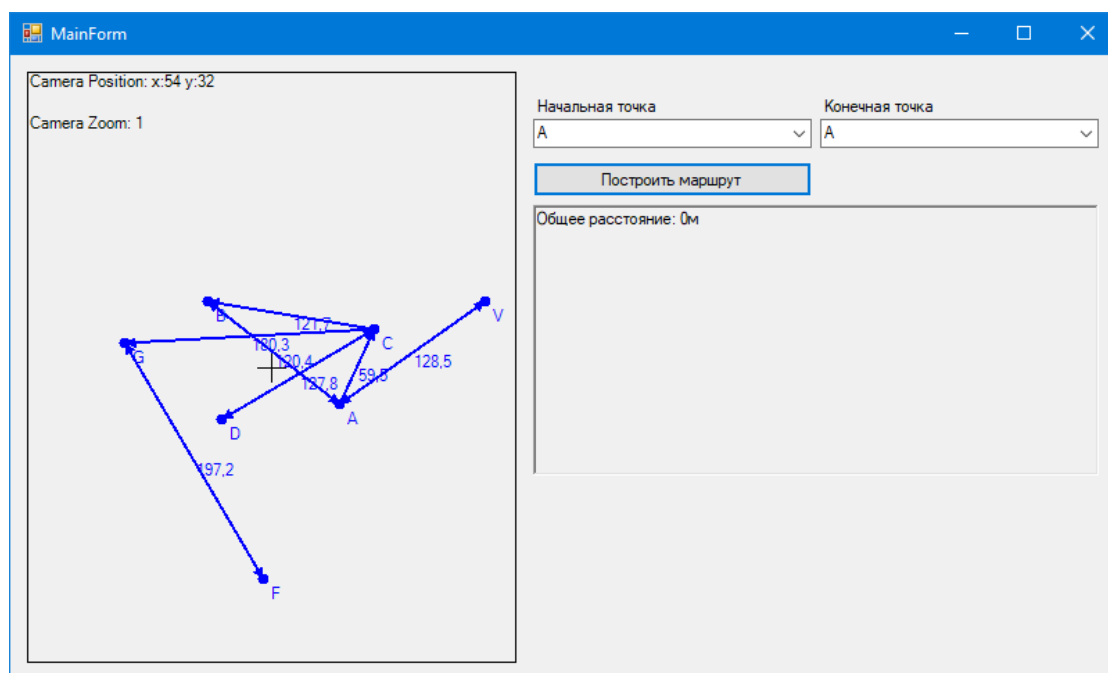 MainForm
Camera Position: x:54 y:32
Camera Zoom: 1
Начальная точка
Конечная точка
A
A
Построить маршрут
Общее расстояние: 0м
B
V
121,7
C
180,3
G
120,4
128,5
59,5
127,8
A
D
197,2
F